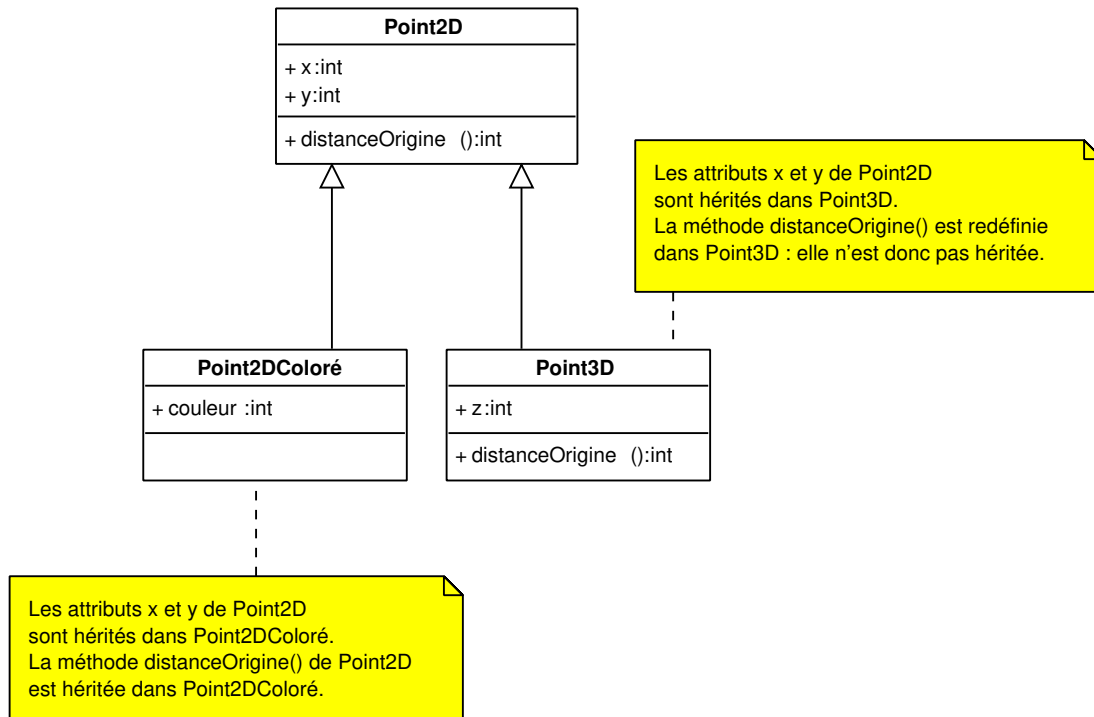 Point2D
+ x:int
+ y:int
+ distanceOrigine ():int
Les attributs x et y de Point2D
sont hérités dans Point3D.
La méthode distanceOrigine() est redéfinie
dans Point3D : elle n'est donc pas héritée.
Point2DColoré
+ couleur :int
Point3D
+ z:int
+ distanceOrigine ():int
Les attributs x et y de Point2D
sont hérités dans Point2DColoré.
La méthode distanceOrigine() de Point2D
est héritée dans Point2DColoré.